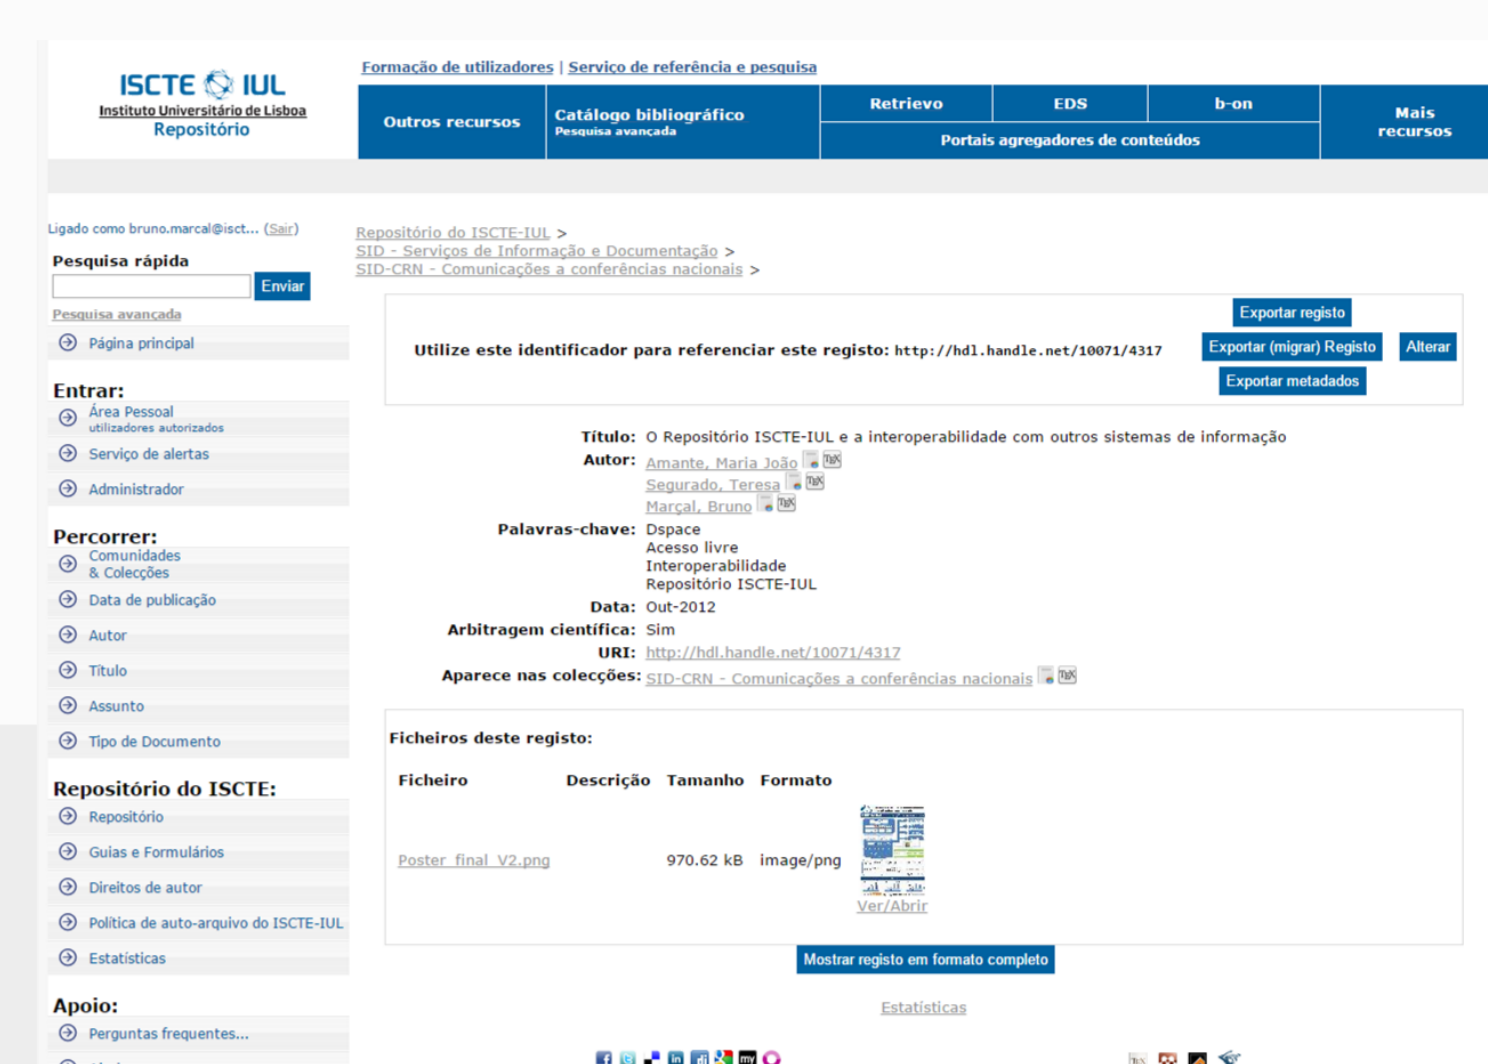 ISCTE IUL
Instituto Universitário de Lisboa
Repositório
Formação de utilizadores | Serviço de referência e pesquisa
Outros recursos
Catálogo bibliográfico
Pesquisa avançada
Retrievo
EDS
b-on
Portais agregadores de conteúdos
Mais
recursos
Ligado como bruno.marcal@isct... (Sair)
Pesquisa rápida
Enviar
Pesquisa avançada
Página principal
Entrar:
Área Pessoal
utilizadores autorizados
Serviço de alertas
Administrador
Percorrer:
Comunidades
& Colecções
Data de publicação
Autor
Título
Assunto
Tipo de Documento
Repositório do ISCTE:
Repositório
Guias e Formulários
Direitos de autor
Política de auto-arquivo do ISCTE-IUL
Estatísticas
Apoio:
Perguntas frequentes...
Repositório do ISCTE-IUL >
SID - Serviços de Informação e Documentação >
SID-CRN - Comunicações a conferências nacionais >
Utilize este identificador para referenciar este registo: http://hdl.handle.net/10071/4317
Exportar registo
Exportar (migrar) Registo
Alterar
Exportar metadados
Título: O Repositório ISCTE-IUL e a interoperabilidade com outros sistemas de informação
Autor: Amante, Maria João TEX
Segurado, Teresa TEX
Marçal, Bruno TEX
Palavras-chave: Dspace
Acesso livre
Interoperabilidade
Repositório ISCTE-IUL
Data: Out-2012
Arbitragem científica: Sim
URI: http://hdl.handle.net/10071/4317
Aparece nas colecções: SID-CRN - Comunicações a conferências nacionais TEX
Ficheiros deste registo:
Ficheiro Descrição Tamanho Formato
Poster_final_V2.png 970.62 kB image/png
Ver/Abrir
Mostrar registo em formato completo
Estatísticas